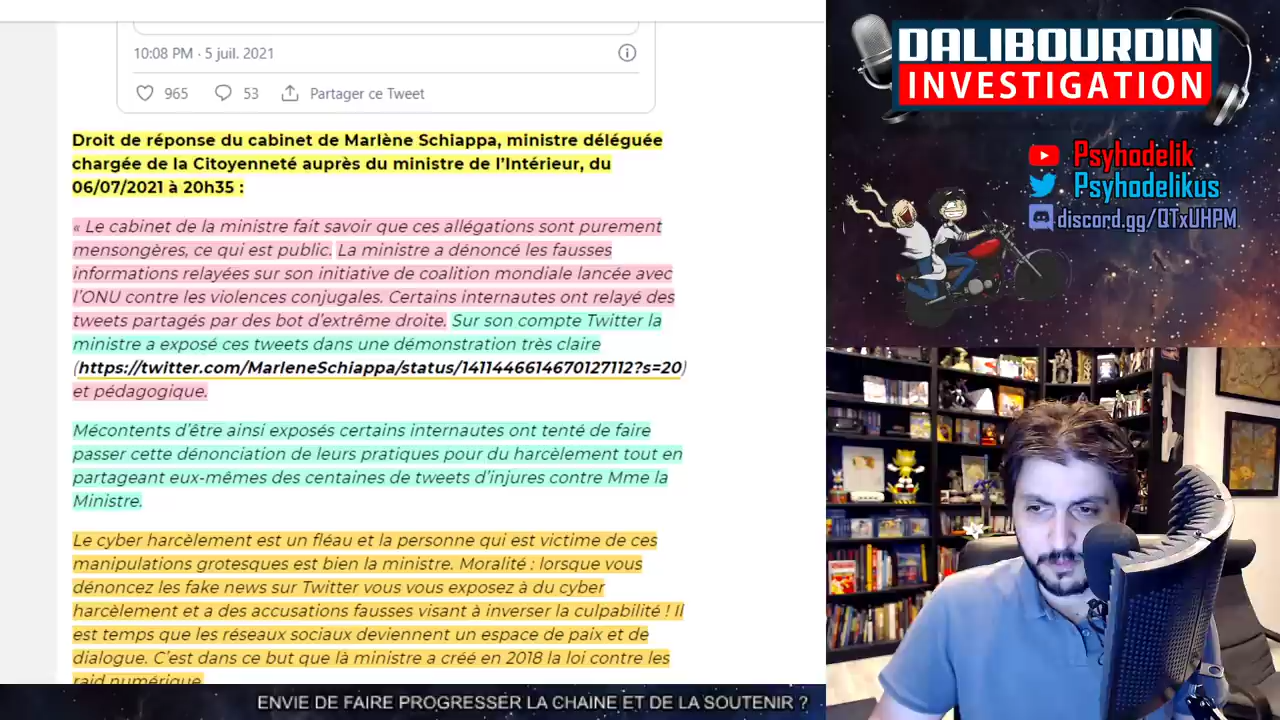 10:08 PM · 5 juil. 2021
965 53 Partager ce Tweet
Droit de réponse du cabinet de Marlène Schiappa, ministre déléguée
chargée de la Citoyenneté auprès du ministre de l'Intérieur, du
06/07/2021 à 20h35 :
« Le cabinet de la ministre fait savoir que ces allégations sont purement
mensongères, ce qui est public. La ministre a dénoncé les fausses
informations relayées sur son initiative de coalition mondiale lancée avec
l'ONU contre les violences conjugales. Certains internautes ont relayé des
tweets partagés par des bot d'extrême droite. Sur son compte Twitter la
ministre a exposé ces tweets dans une démonstration très claire
(https://twitter.com/MarleneSchiappa/status/1411446614670127112?s=20)
et pédagogique.
Mécontents d'être ainsi exposés certains internautes ont tenté de faire
passer cette dénonciation de leurs pratiques pour du harcèlement tout en
partageant eux-mêmes des centaines de tweets d'injures contre Mme la
Ministre.
Le cyber harcèlement est un fléau et la personne qui est victime de ces
manipulations grotesques est bien la ministre. Moralité : lorsque vous
dénoncez les fake news sur Twitter vous vous exposez à du cyber
harcèlement et a des accusations fausses visant à inverser la culpabilité ! Il
est temps que les réseaux sociaux deviennent un espace de paix et de
dialogue. C'est dans ce but que là ministre a créé en 2018 la loi contre les
raid numérique.
DALIBOURDIN
INVESTIGATION
Psyhodelik
Psyhodelikus
discord.gg/QTxUHPM
ENVIE DE FAIRE PROGRESSER LA CHAINE ET DE LA SOUTENIR ?